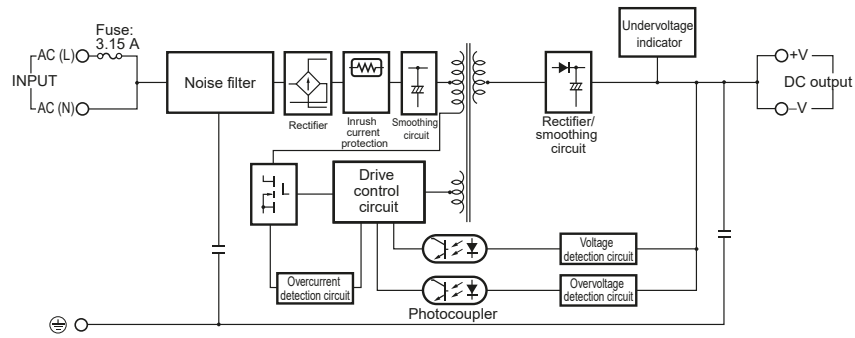 Fuse:
3.15 A
AC (L)
INPUT
AC (N)
Noise filter
Rectifier
Inrush
current
protection
Smoothing
circuit
Rectifier/
smoothing
circuit
Undervoltage
indicator
+V
DC output
–V
Drive
control
circuit
Overcurrent
detection circuit
Voltage
detection circuit
Overvoltage
detection circuit
Photocoupler